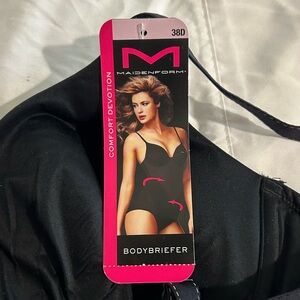 38D
M
MAIDENFORM®
COMFORT DEVOTION
BODYBRIEFER